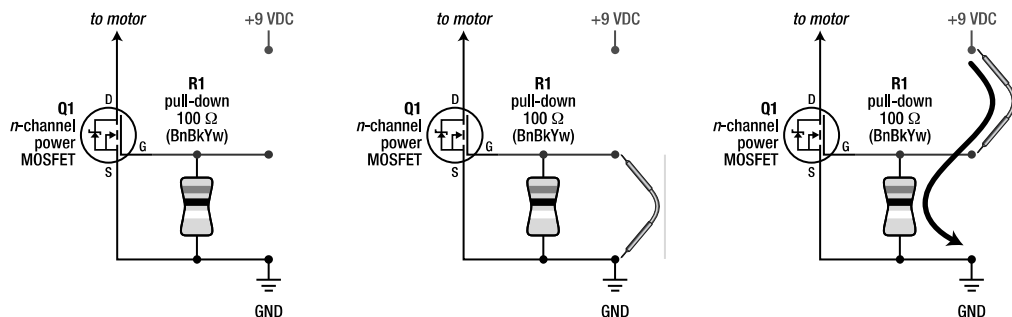 to motor
+9 VDC
R1
pull-down
100 Ω
(BnBkYw)
Q1
n-channel
power
MOSFET
D
G
S
GND
to motor
+9 VDC
R1
pull-down
100 Ω
(BnBkYw)
Q1
n-channel
power
MOSFET
D
G
S
GND
to motor
+9 VDC
R1
pull-down
100 Ω
(BnBkYw)
Q1
n-channel
power
MOSFET
D
G
S
GND